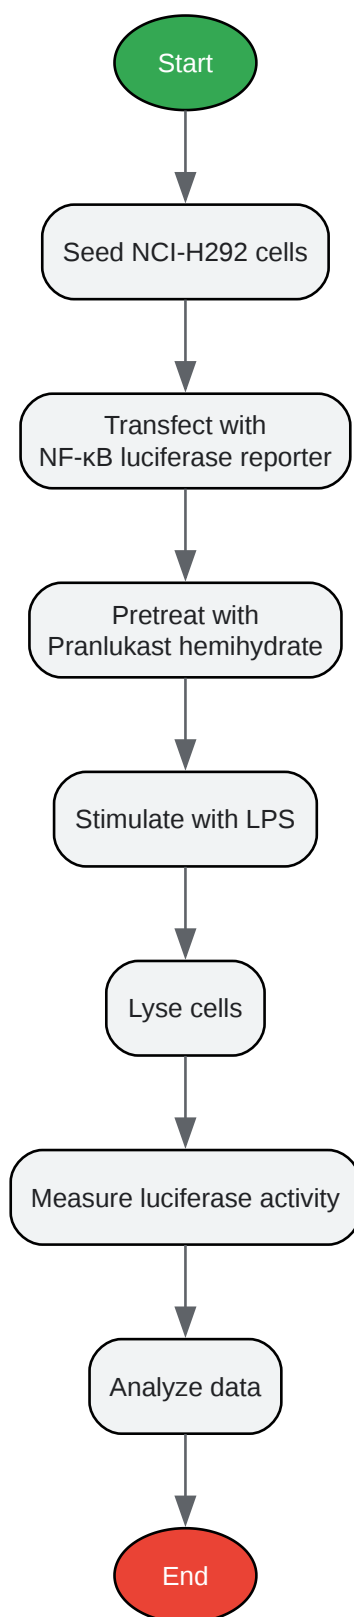 Start
Seed NCI-H292 cells
Transfect with
NF-κB luciferase reporter
Pretreat with
Pranlukast hemihydrate
Stimulate with LPS
Lyse cells
Measure luciferase activity
Analyze data
End